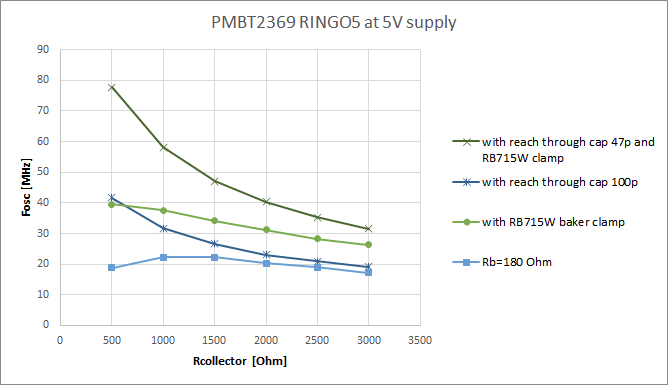 PMBT2369 RINGO5 at 5V supply
90
80
70
60
50
40
30
20
10
0
Fosc [MHz]
0 500 1000 1500 2000 2500 3000 3500
Rcollector [Ohm]
with reach through cap 47p and
RB715W clamp
with reach through cap 100p
with RB715W baker clamp
Rb=180 Ohm